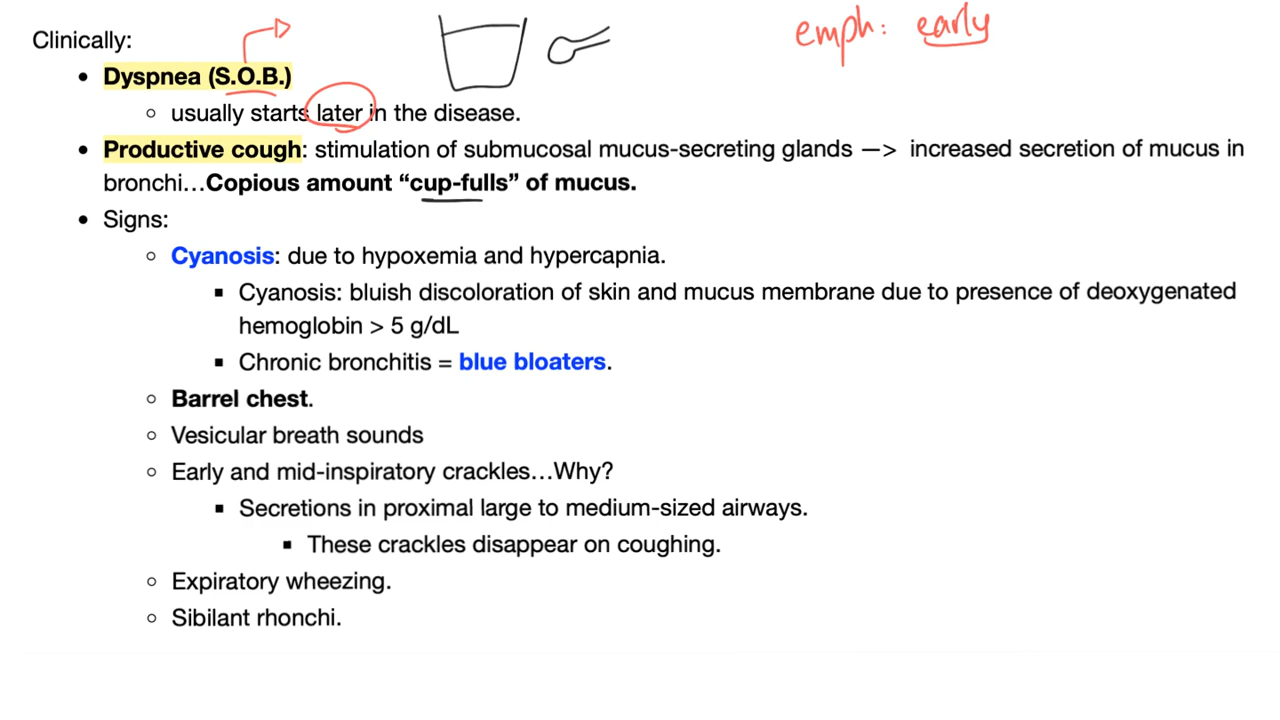 emph: early
Clinically:
• Dyspnea (S.O.B.)
◦ usually starts later in the disease.
• Productive cough: stimulation of submucosal mucus-secreting glands —> increased secretion of mucus in
bronchi…Copious amount “cup-fulls” of mucus.
• Signs:
◦ Cyanosis: due to hypoxemia and hypercapnia.
▪ Cyanosis: bluish discoloration of skin and mucus membrane due to presence of deoxygenated
hemoglobin > 5 g/dL
▪ Chronic bronchitis = blue bloaters.
◦ Barrel chest.
◦ Vesicular breath sounds
◦ Early and mid-inspiratory crackles…Why?
▪ Secretions in proximal large to medium-sized airways.
▪ These crackles disappear on coughing.
◦ Expiratory wheezing.
◦ Sibilant rhonchi.